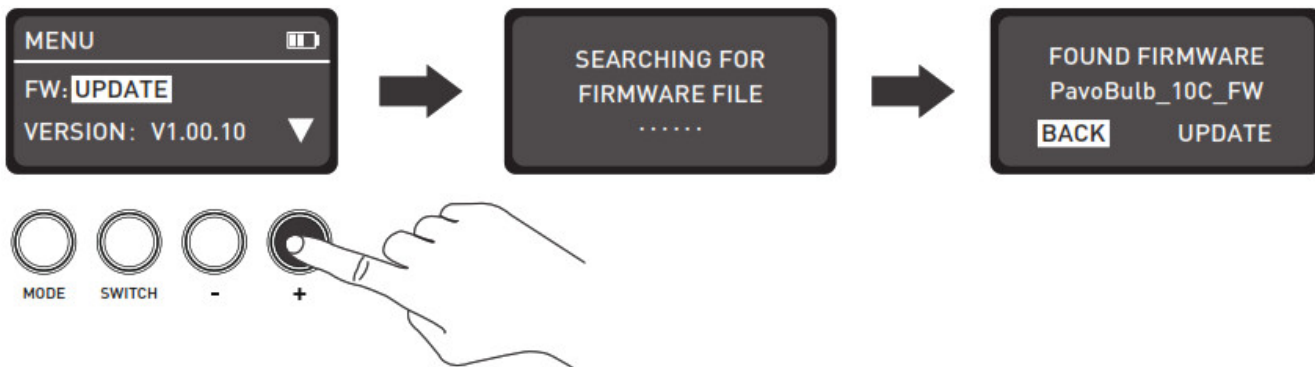 MENU
FW: UPDATE
VERSION: V1.00.10
SEARCHING FOR
FIRMWARE FILE
......
FOUND FIRMWARE
PavoBulb_10C_FW
BACK UPDATE
MODE SWITCH - +